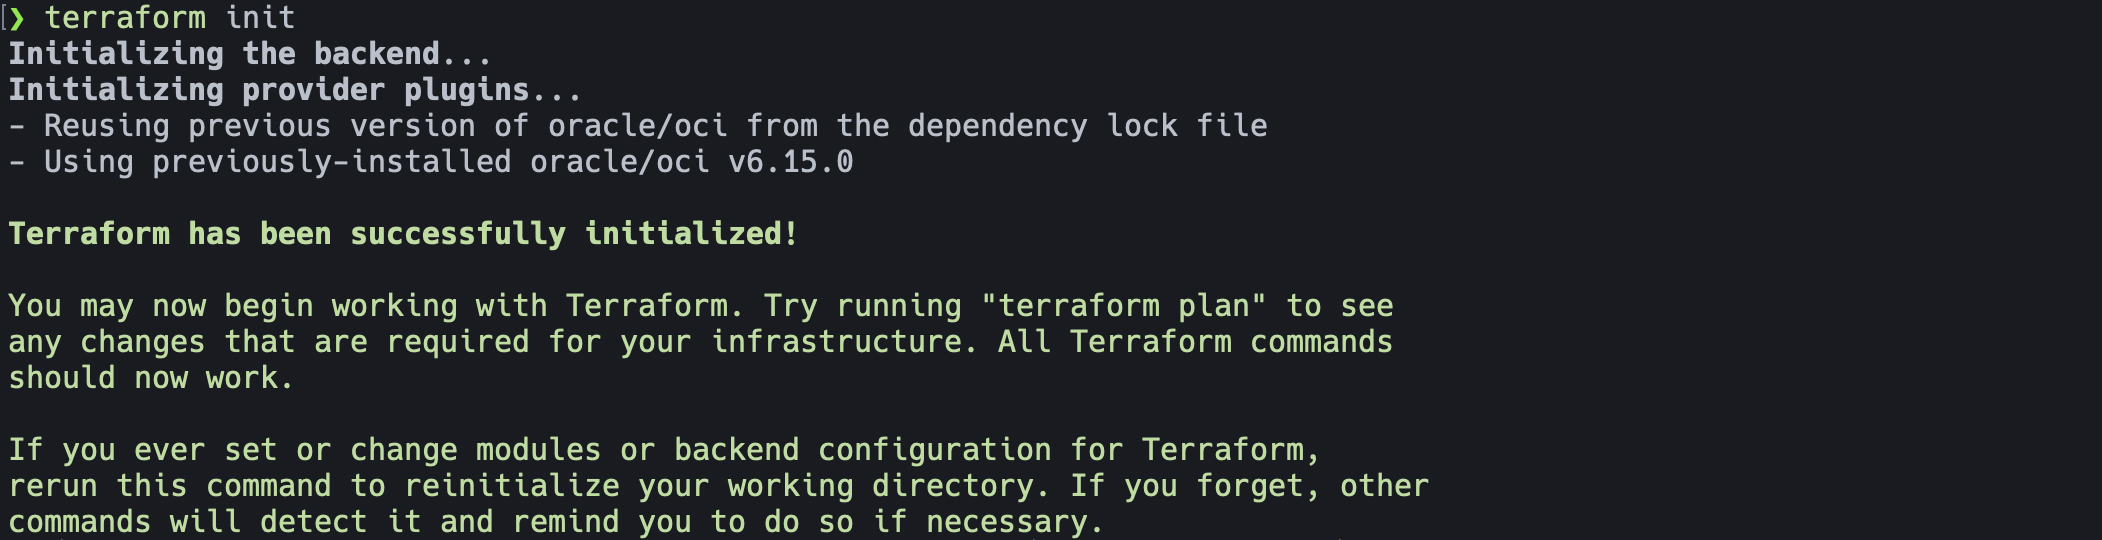 ❯ terraform init
Initializing the backend...
Initializing provider plugins...
- Reusing previous version of oracle/oci from the dependency lock file
- Using previously-installed oracle/oci v6.15.0
Terraform has been successfully initialized!
You may now begin working with Terraform. Try running "terraform plan" to see
any changes that are required for your infrastructure. All Terraform commands
should now work.
If you ever set or change modules or backend configuration for Terraform,
rerun this command to reinitialize your working directory. If you forget, other
commands will detect it and remind you to do so if necessary.